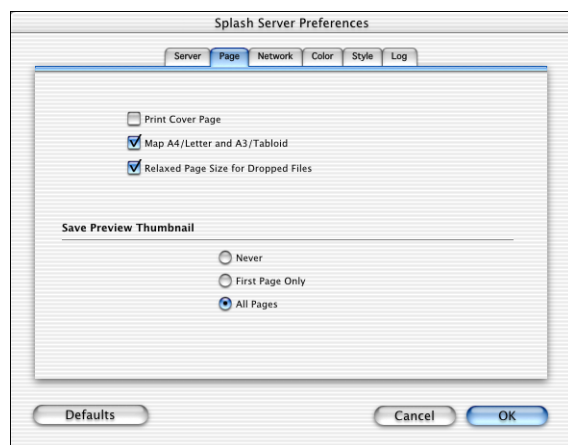 Splash Server Preferences
Server Page Network Color Style Log
Print Cover Page
Map A4/Letter and A3/Tabloid
Relaxed Page Size for Dropped Files
Save Preview Thumbnail
Never
First Page Only
All Pages
Defaults Cancel OK